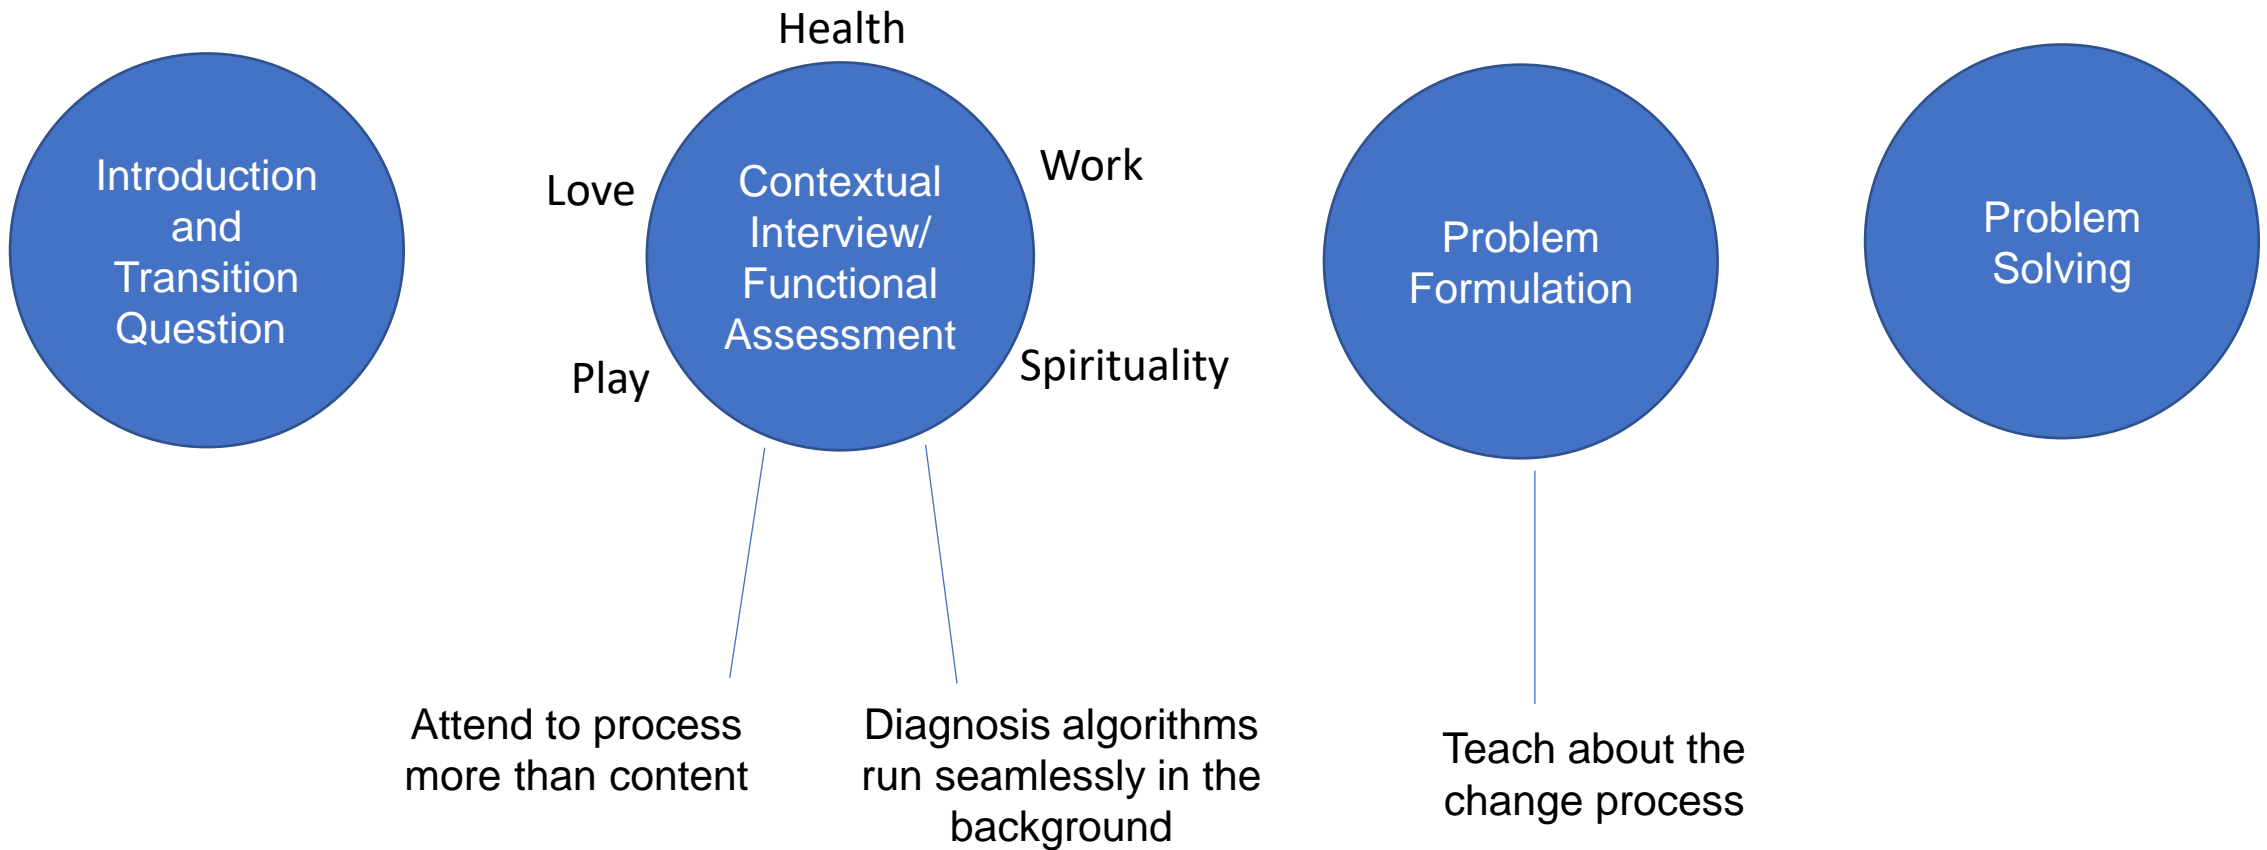 Introduction
and
Transition
Question
Health
Love
Work
Play
Spirituality
Contextual
Interview/
Functional
Assessment
Problem
Formulation
Problem
Solving
Attend to process
more than content
Diagnosis algorithms
run seamlessly in the
background
Teach about the
change process